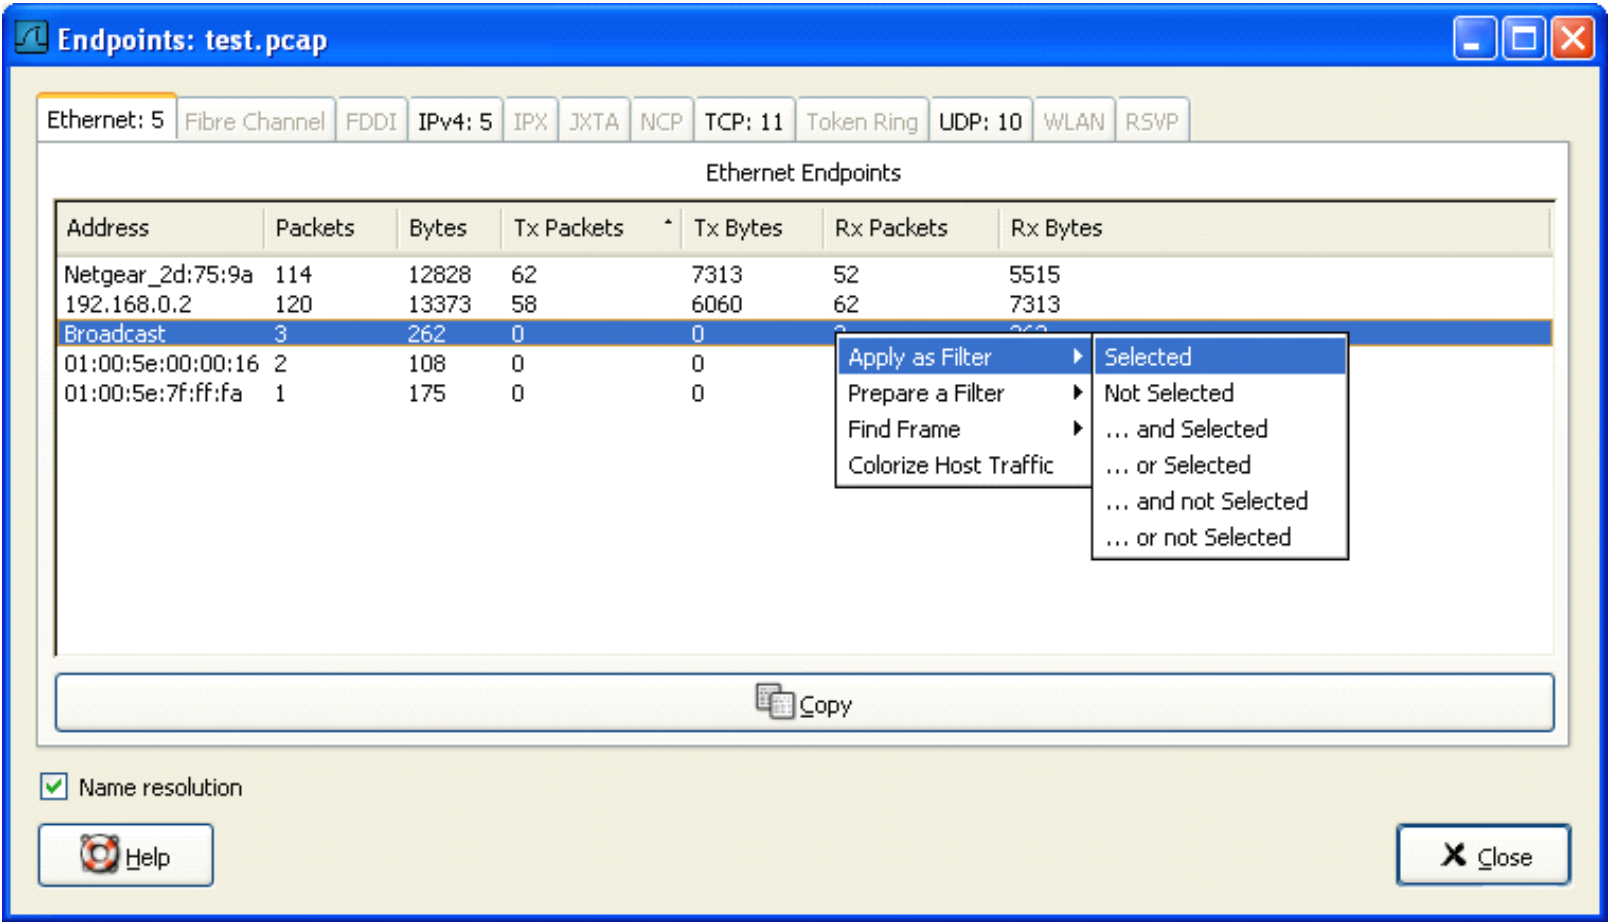 Endpoints: test.pcap
Ethernet: 5 Fibre Channel FDDI IPv4: 5 IPX JXTA NCP TCP: 11 Token Ring UDP: 10 WLAN RSVP
Ethernet Endpoints
Address Packets Bytes Tx Packets Tx Bytes Rx Packets Rx Bytes
Netgear_2d:75:9a 114 12828 62 7313 52 5515
192.168.0.2 120 13373 58 6060 62 7313
Broadcast 3 262 0 0
01:00:5e:00:00:16 2 108 0 0
01:00:5e:7f:ff:fa 1 175 0 0
Apply as Filter
Prepare a Filter
Find Frame
Colorize Host Traffic
Selected
Not Selected
... and Selected
... or Selected
... and not Selected
... or not Selected
Copy
Name resolution
Help
Close